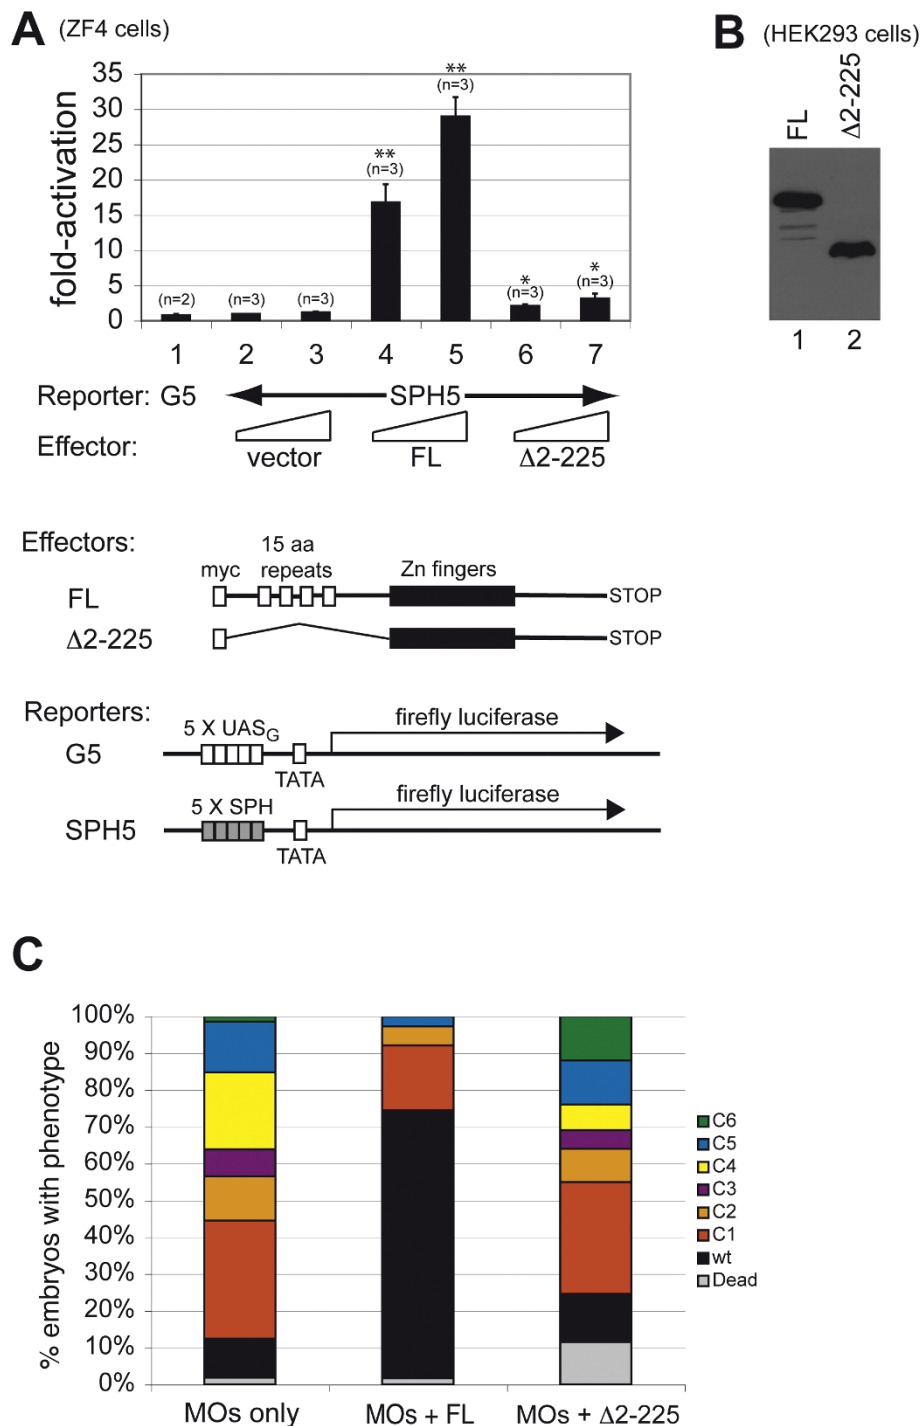 A (ZF4 cells)
fold-activation
35
30
25
20
15
10
5
0
(n=2)
(n=3)
(n=3)
**
(n=3)
**
(n=3)
*
(n=3)
*
(n=3)
1 2 3 4 5 6 7
Reporter: G5 SPH5
Effector: vector FL Δ2-225
B (HEK293 cells)
FL Δ2-225
1 2
Effectors:
myc 15 aa repeats Zn fingers
FL STOP
Δ2-225 STOP
Reporters:
5 X UASG firefly luciferase
G5
TATA
5 X SPH firefly luciferase
SPH5
TATA
C
% embryos with phenotype
100%
90%
80%
70%
60%
50%
40%
30%
20%
10%
0%
MOs only MOs + FL MOs + Δ2-225
C6
C5
C4
C3
C2
C1
wt
Dead